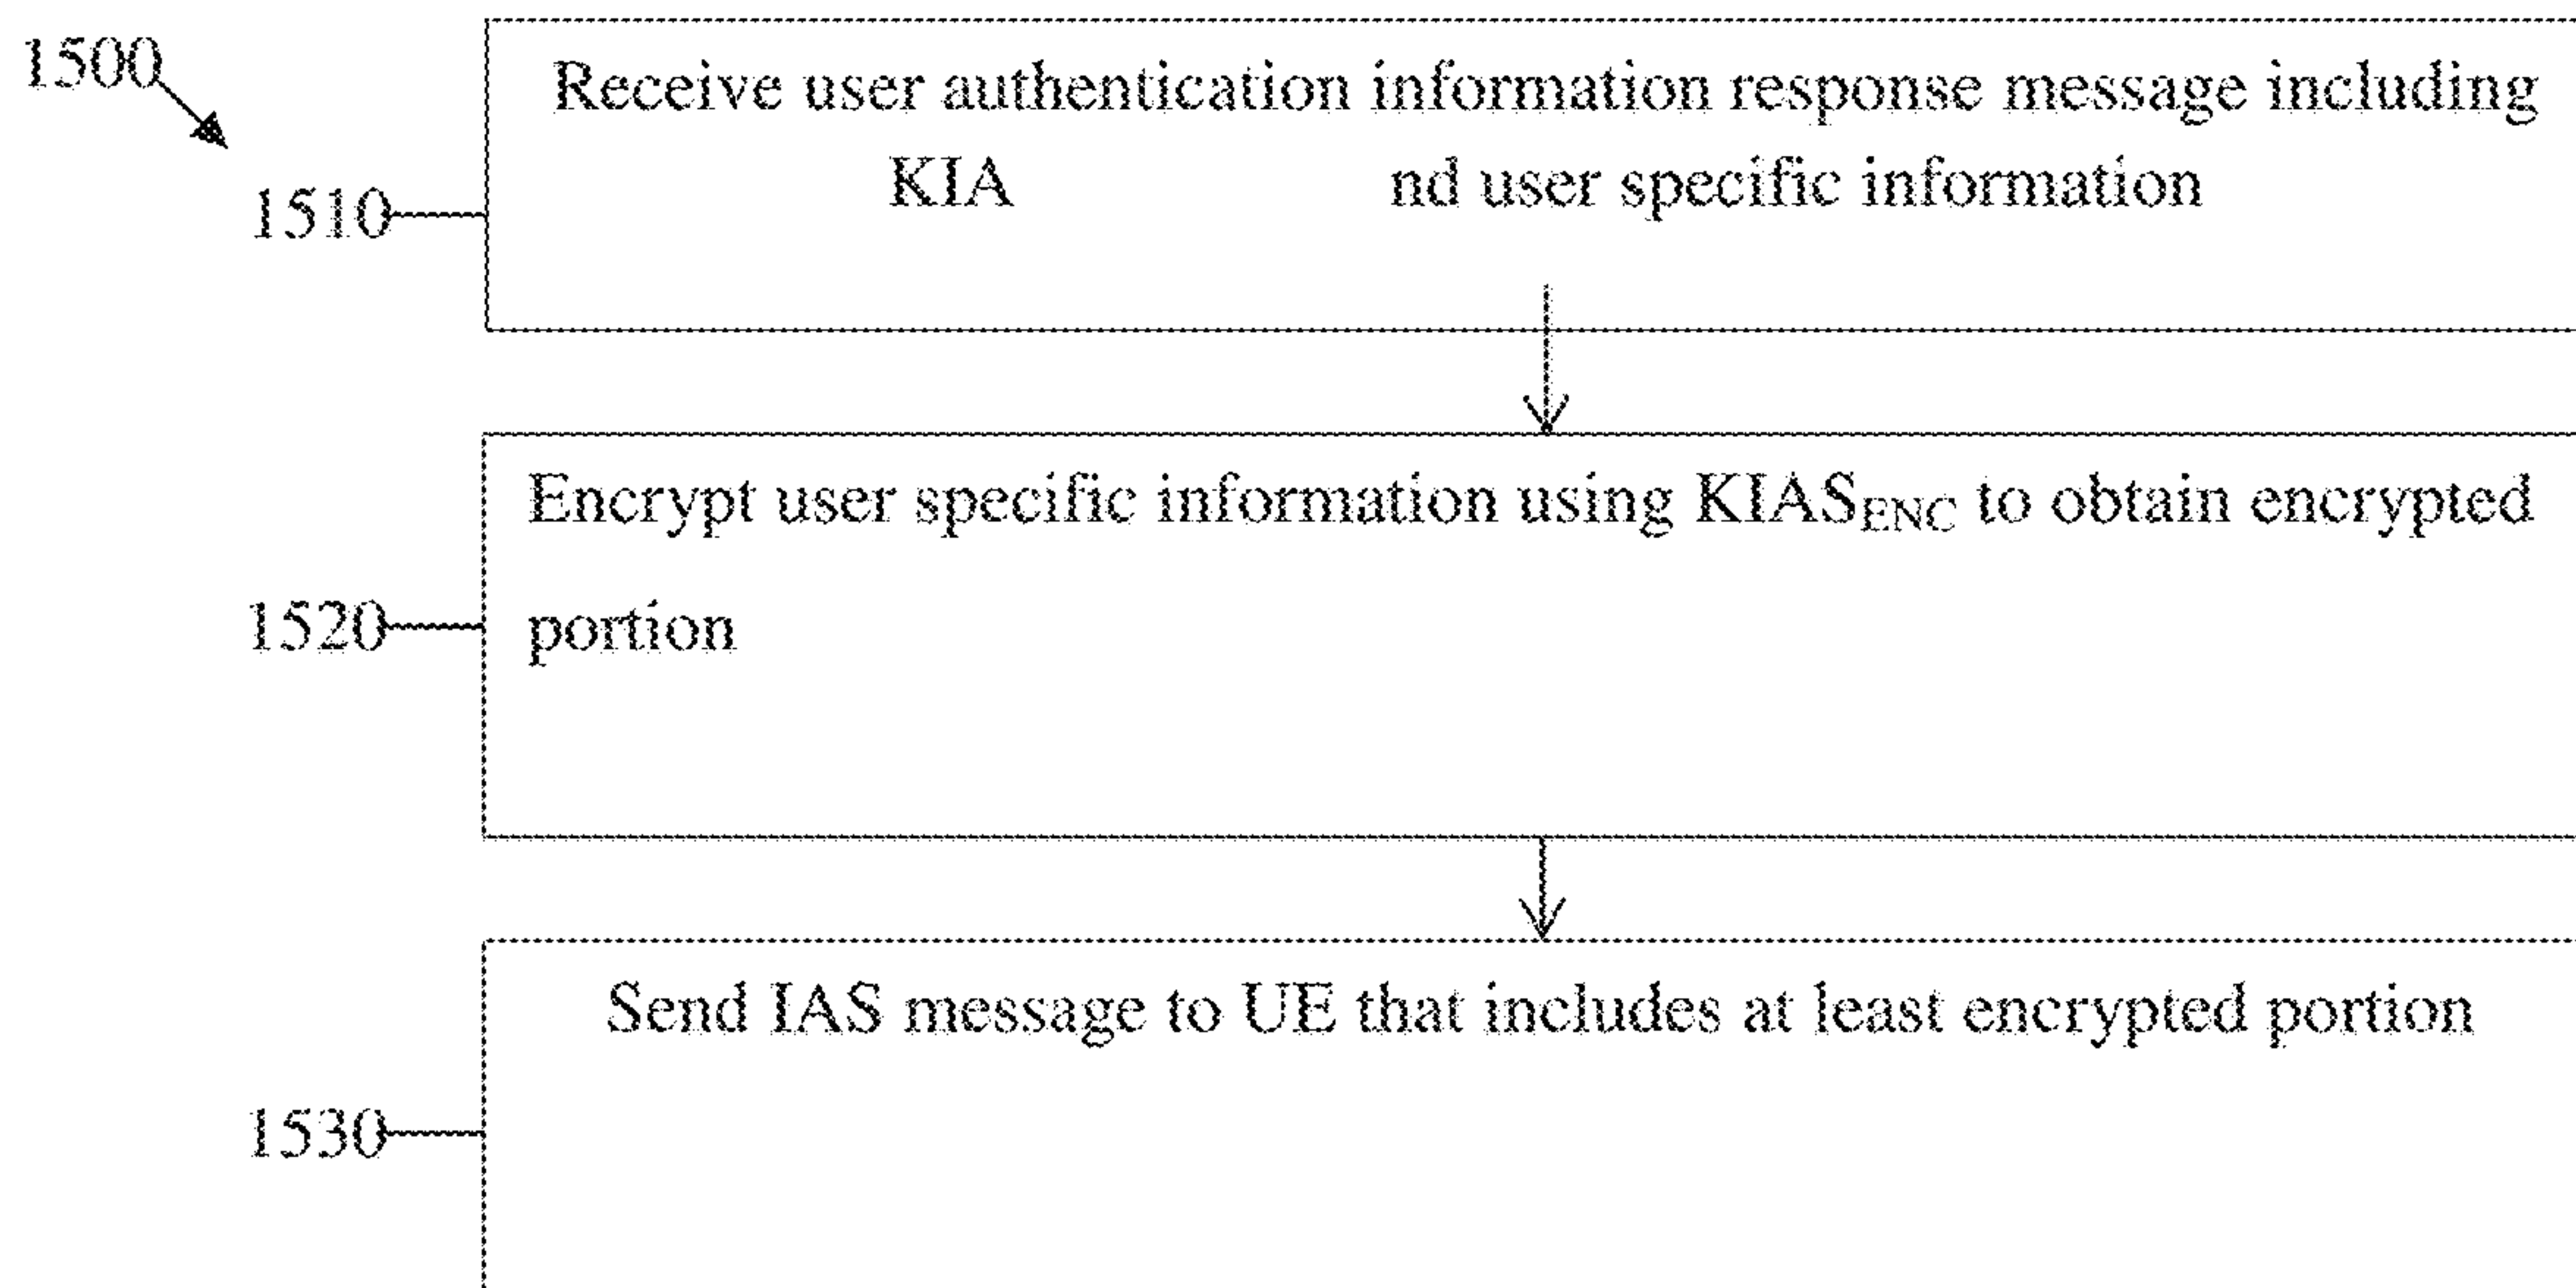 1500
Receive user authentication information response message including
KIA nd user specific information
1510
Encrypt user specific information using KIAS_ENC to obtain encrypted
portion
1520
Send IAS message to UE that includes at least encrypted portion
1530